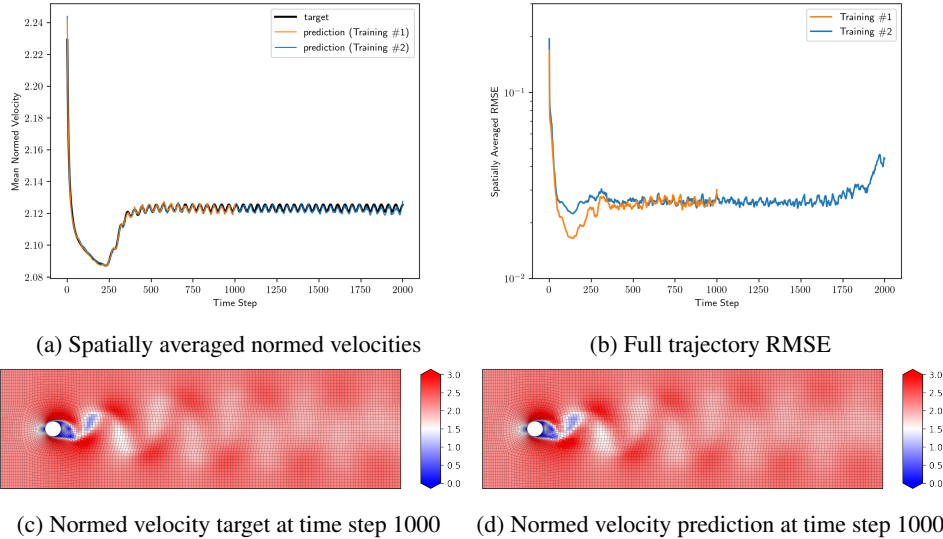 2.24
2.22
2.20
2.18
2.16
2.14
2.12
2.10
2.08
Mean Normed Velocity
target
prediction (Training #1)
prediction (Training #2)
0 250 500 750 1000 1250 1500 1750 2000
Time Step
(a) Spatially averaged normed velocities
10⁻¹
10⁻²
Spatially Averaged RMSE
Training #1
Training #2
0 250 500 750 1000 1250 1500 1750 2000
Time Step
(b) Full trajectory RMSE
3.0
2.5
2.0
1.5
1.0
0.5
0.0
(c) Normed velocity target at time step 1000
3.0
2.5
2.0
1.5
1.0
0.5
0.0
(d) Normed velocity prediction at time step 1000